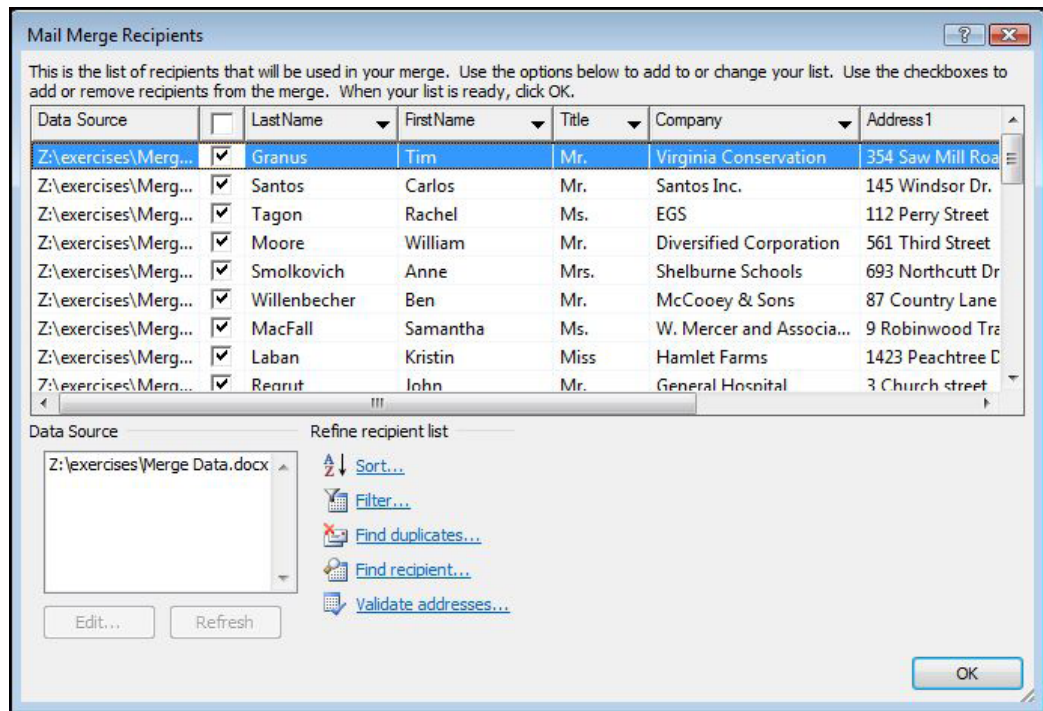 Mail Merge Recipients
This is the list of recipients that will be used in your merge. Use the options below to add to or change your list. Use the checkboxes to
add or remove recipients from the merge. When your list is ready, click OK.
Data Source LastName FirstName Title Company Address1
Z:\exercises\Merg... Granus Tim Mr. Virginia Conservation 354 Saw Mill Roa
Z:\exercises\Merg... Santos Carlos Mr. Santos Inc. 145 Windsor Dr.
Z:\exercises\Merg... Tagon Rachel Ms. EGS 112 Perry Street
Z:\exercises\Merg... Moore William Mr. Diversified Corporation 561 Third Street
Z:\exercises\Merg... Smolkovich Anne Mrs. Shelburne Schools 693 Northcutt Dr
Z:\exercises\Merg... Willenbecher Ben Mr. McCooey & Sons 87 Country Lane
Z:\exercises\Merg... MacFall Samantha Ms. W. Mercer and Associa... 9 Robinwood Tra
Z:\exercises\Merg... Laban Kristin Miss Hamlet Farms 1423 Peachtree D
Z:\exercises\Merg... Regrut John Mr. General Hospital 3 Church street
Data Source Refine recipient list
Z:\exercises\Merge Data.docx
Sort...
Filter...
Find duplicates...
Find recipient...
Validate addresses...
Edit... Refresh
OK